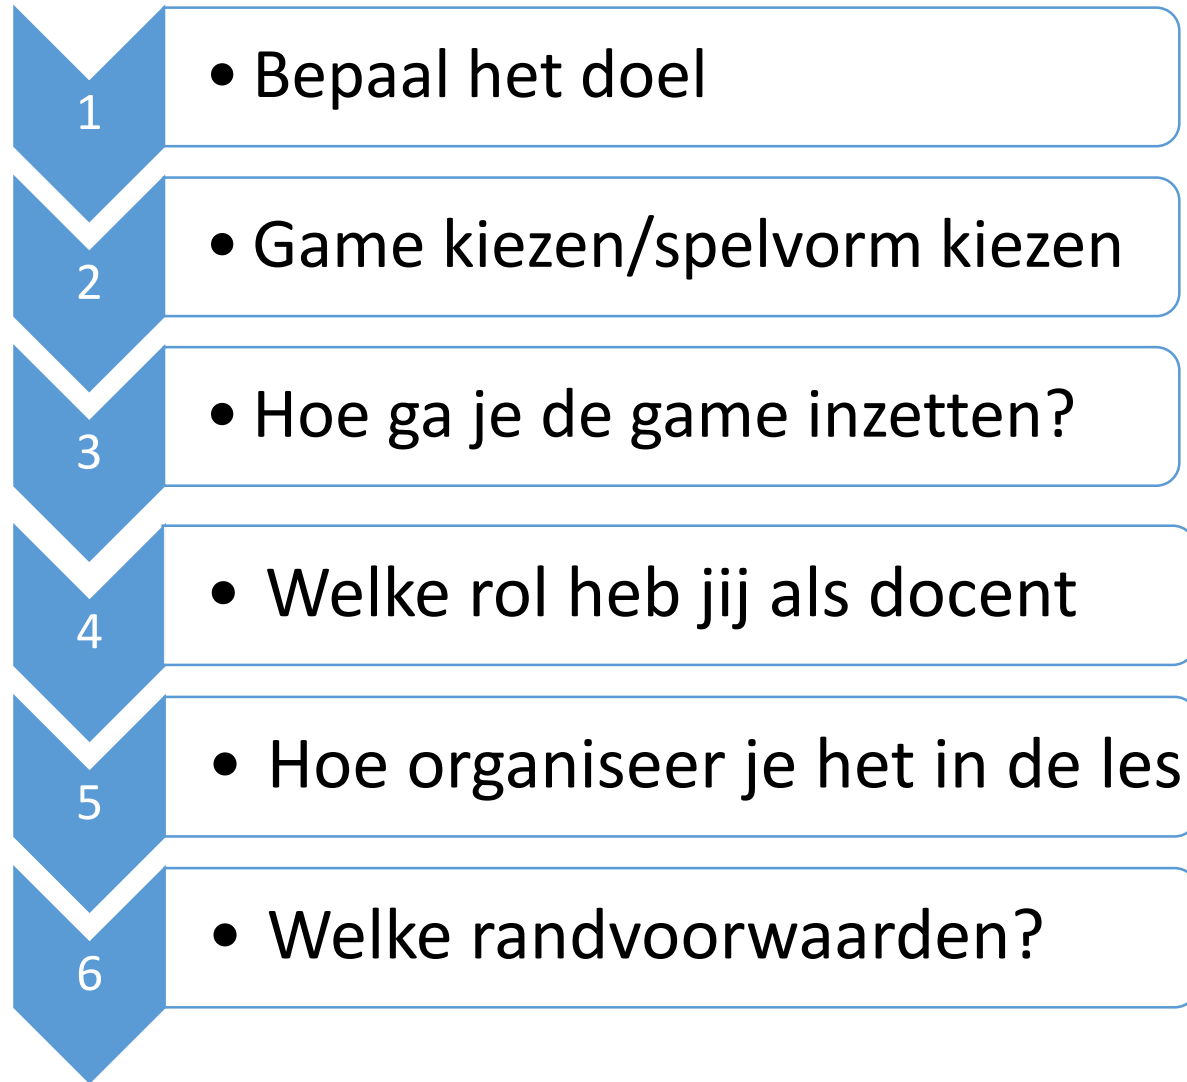 1
• Bepaal het doel
2
• Game kiezen/spelvorm kiezen
3
• Hoe ga je de game inzetten?
4
• Welke rol heb jij als docent
5
• Hoe organiseer je het in de les
6
• Welke randvoorwaarden?